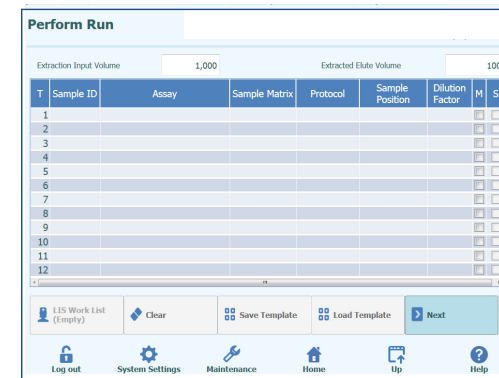 Perform Run
Extraction Input Volume 1,000 Extracted Elute Volume 100
T Sample ID Assay Sample Matrix Protocol Sample Position Dilution Factor M S
1
2
3
4
5
6
7
8
9
10
11
12
LIS Work List (Empty) Clear Save Template Load Template Next
Log out System Settings Maintenance Home Up Help